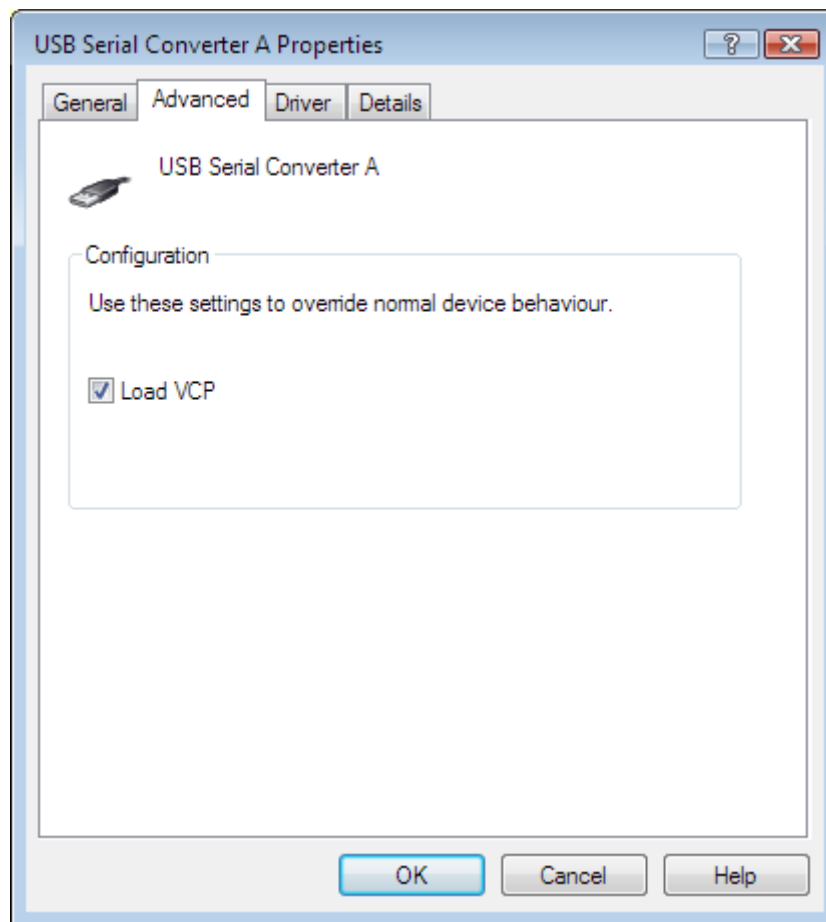 USB Serial Converter A Properties
General Advanced Driver Details
USB Serial Converter A
Configuration
Use these settings to override normal device behaviour.
Load VCP
OK Cancel Help